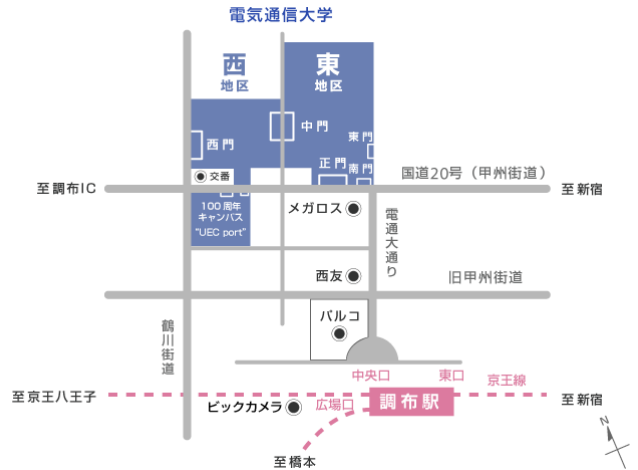 電気通信大学
西
地区
東
地区
中門
西門
東門
正門
南門
交番
国道20号（甲州街道）
至調布IC
至新宿
100周年
キャンパス
"UEC port"
メガロス
電通大通り
西友
旧甲州街道
パルコ
鶴川街道
中央口
東口
京王線
至京王八王子
ビックカメラ
広場口
調布駅
至新宿
至橋本
N